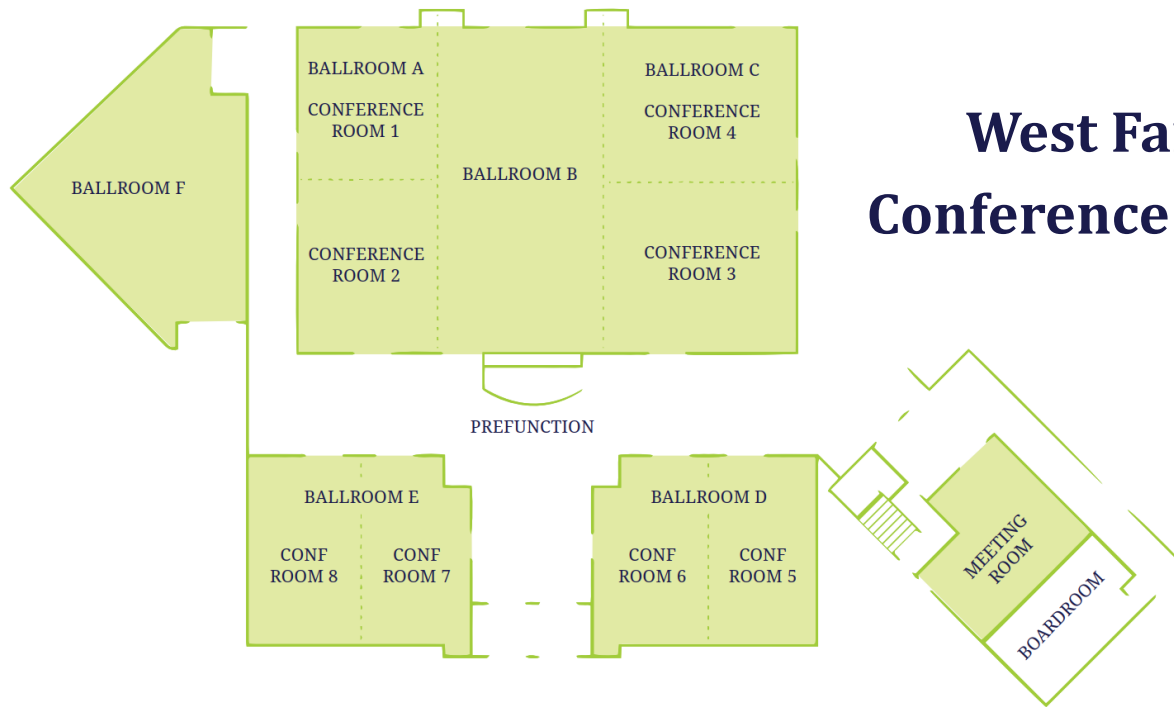 West Fa
Conference
BALLROOM A
CONFERENCE
ROOM 1
CONFERENCE
ROOM 2
BALLROOM B
BALLROOM C
CONFERENCE
ROOM 4
CONFERENCE
ROOM 3
BALLROOM F
PREFUNCTION
BALLROOM E
CONF
ROOM 8
CONF
ROOM 7
BALLROOM D
CONF
ROOM 6
CONF
ROOM 5
MEETING
ROOM
BOARDROOM